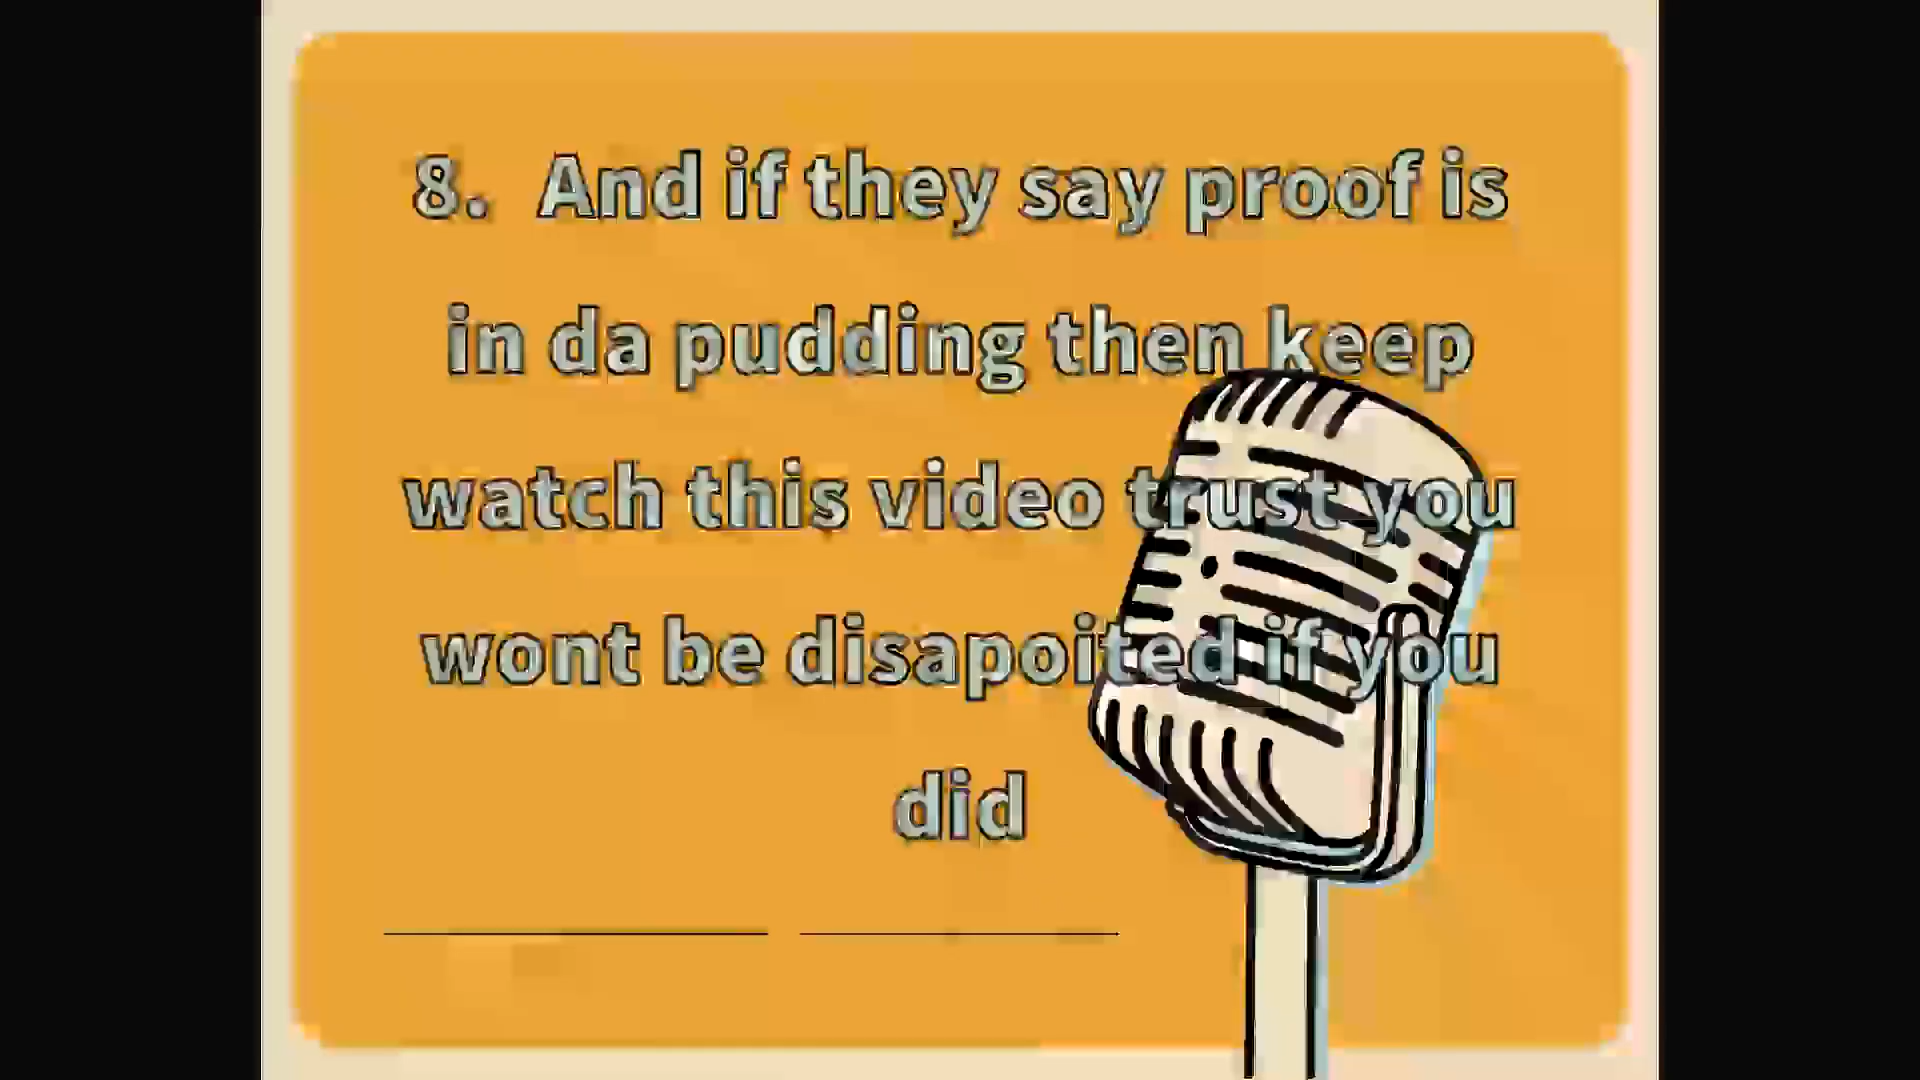 8. And if they say proof is
in da pudding then keep
watch this video trust you
wont be disapoited if you
did